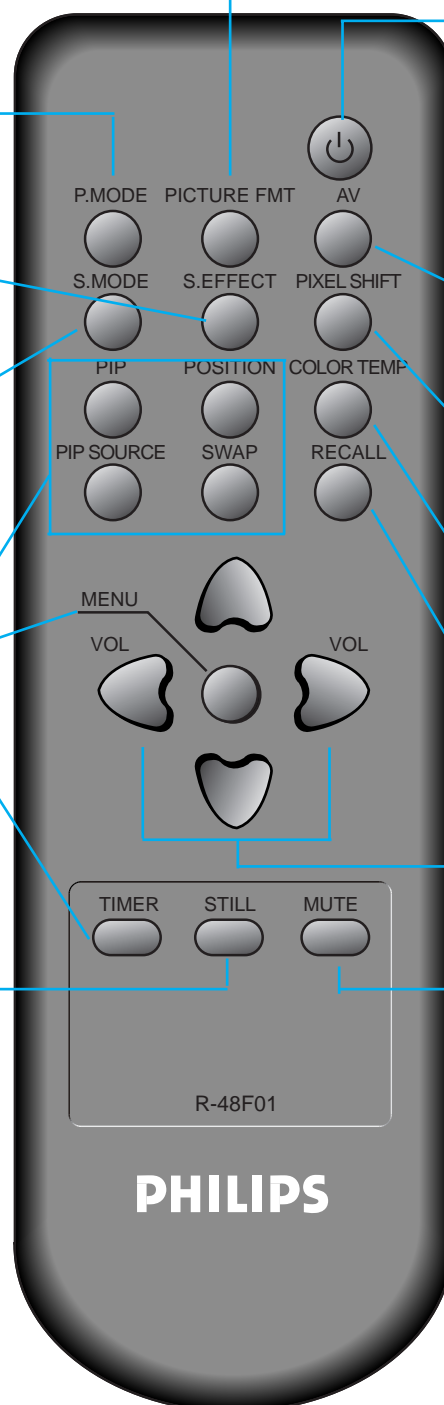 P.MODE PICTURE FMT AV
S.MODE S.EFFECT PIXEL SHIFT
PIP POSITION COLOR TEMP
PIP SOURCE SWAP RECALL
MENU
VOL VOL
TIMER STILL MUTE
R-48F01
PHILIPS